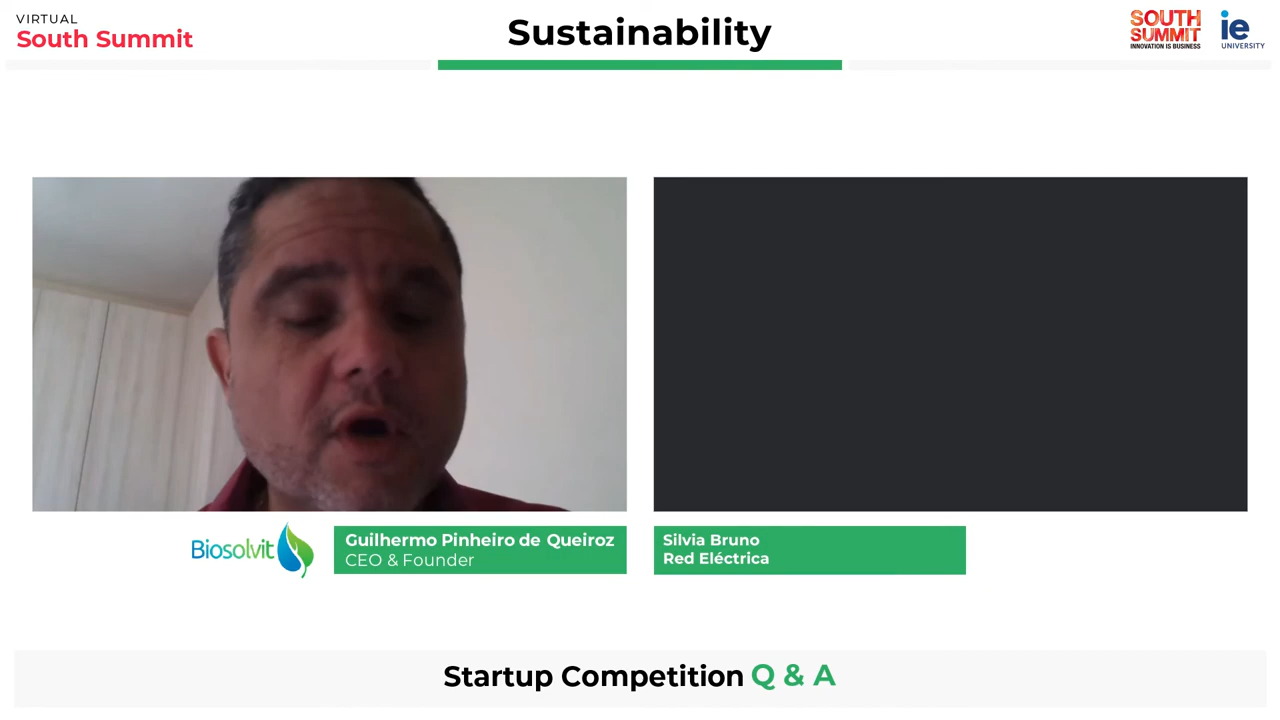 VIRTUAL
South Summit
Sustainability
SOUTH
SUMMIT
INNOVATION IS BUSINESS
ie
UNIVERSITY
Biosolvit
Guilhermo Pinheiro de Queiroz
CEO & Founder
Silvia Bruno
Red Eléctrica
Startup Competition Q & A